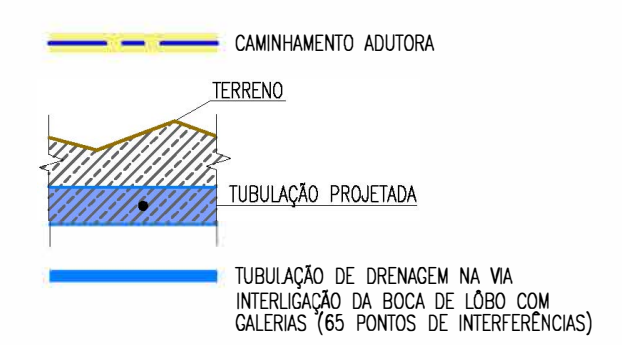 CAMINHAMENTO ADUTORA
TERRENO
TUBULAÇÃO PROJETADA
TUBULAÇÃO DE DRENAGEM NA VIA
INTERLIGAÇÃO DA BOCA DE LÔBO COM
GALERIAS (65 PONTOS DE INTERFERÊNCIAS)